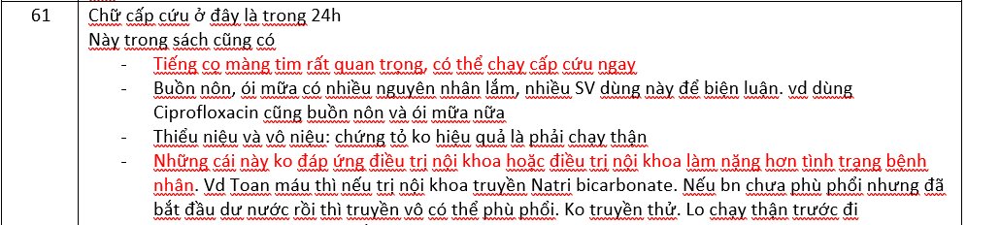 61
Chữ cấp cứu ở đây là trong 24h
Này trong sách cũng có
- Tiếng cọ màng tim rất quan trọng, có thể chạy cấp cứu ngay
- Buồn nôn, ói mữa có nhiều nguyên nhân lắm, nhiều SV dùng này để biện luận. vd dùng
Ciprofloxacin cũng buồn nôn và ói mữa nữa
- Thiểu niệu và vô niệu: chứng tỏ ko hiệu quả là phải chạy thận
- Những cái này ko đáp ứng điều trị nội khoa hoặc điều trị nội khoa làm nặng hơn tình trạng bệnh
nhận. Vd Toan máu thì nếu trị nội khoa truyền Natri bicarbonate. Nếu bn chưa phù phổi nhưng đã
bắt đầu dư nước rồi thì truyền vô có thể phù phổi. Ko truyền thử. Lo chạy thận trước đi